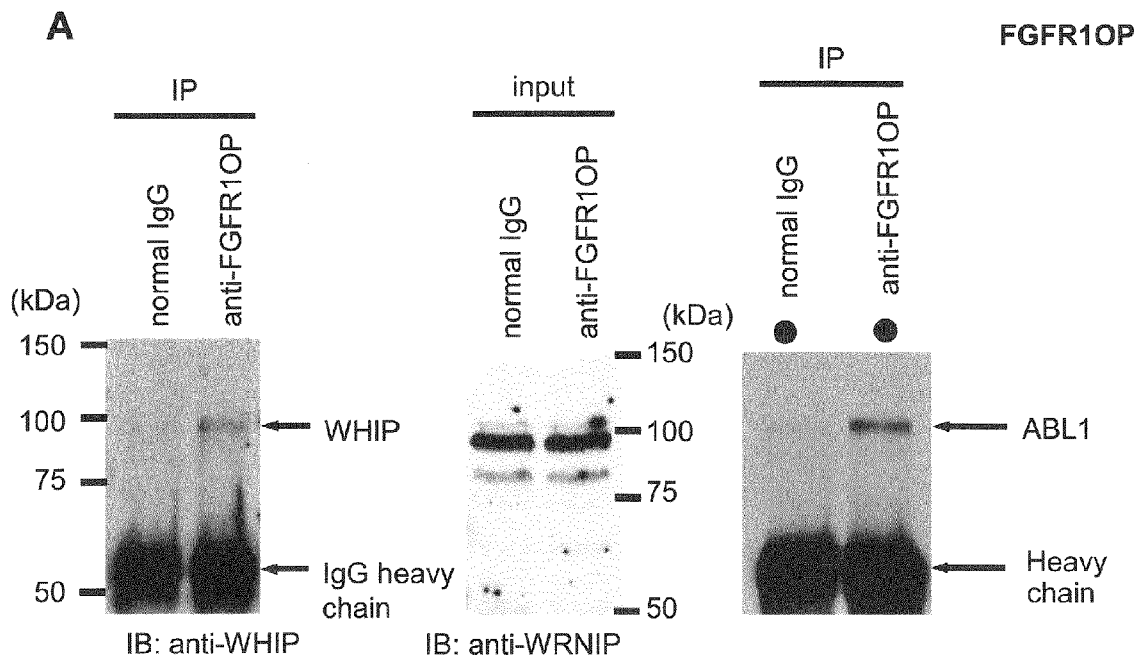 A
FGFR1OP
IP
input
IP
normal IgG
anti-FGFR1OP
normal IgG
anti-FGFR1OP
normal IgG
anti-FGFR1OP
(kDa)
150
100
75
50
WHIP
IgG heavy
chain
IB: anti-WHIP
(kDa)
150
100
75
50
IB: anti-WRNIP
ABL1
Heavy
chain